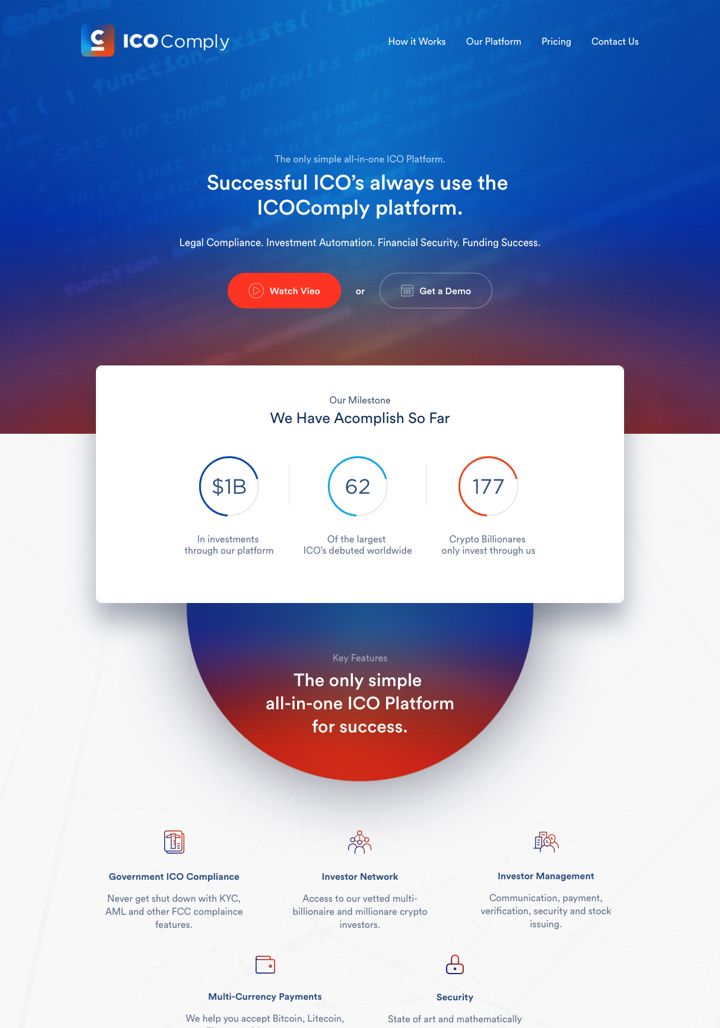 ICOComply
How it Works
Our Platform
Pricing
Contact Us
The only simple all-in-one ICO Platform.
Successful ICO’s always use the
ICOComply platform.
Legal Compliance. Investment Automation. Financial Security. Funding Success.
Watch Vieo
or
Get a Demo
Our Milestone
We Have Acomplish So Far
$1B
62
177
In investments
through our platform
Of the largest
ICO’s debuted worldwide
Crypto Billionares
only invest through us
Key Features
The only simple
all-in-one ICO Platform
for success.
Government ICO Compliance
Never get shut down with KYC,
AML and other FCC complaince
features.
Investor Network
Access to our vetted multi-
billionaire and millionare crypto
investors.
Investor Management
Communication, payment,
verification, security and stock
issuing.
Multi-Currency Payments
We help you accept Bitcoin, Litecoin,
Security
State of art and mathematically